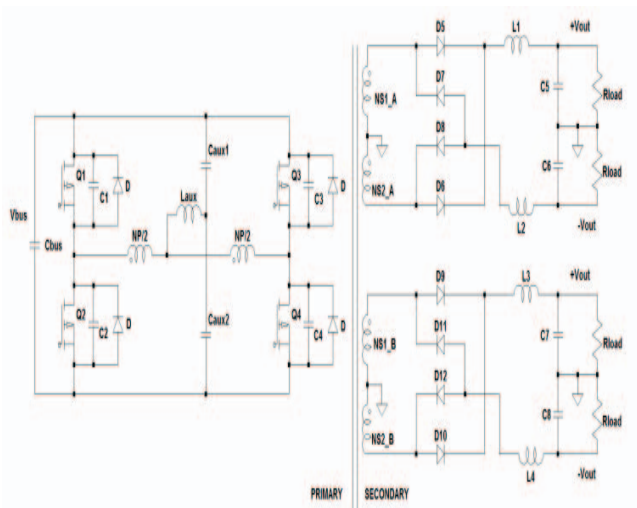 D5
L1
+Vout
D7
NS1_A
C5
Rload
D8
Caux1
Q1
C1
D
Laux
Q3
C3
D
C6
Rload
NS2_A
D6
L2
-Vout
Vbus
Cbus
NP/2
NP/2
D9
L3
+Vout
Q2
C2
D
Caux2
Q4
C4
D
D11
NS1_B
C7
Rload
D12
C8
Rload
NS2_B
D10
L4
-Vout
PRIMARY
SECONDARY